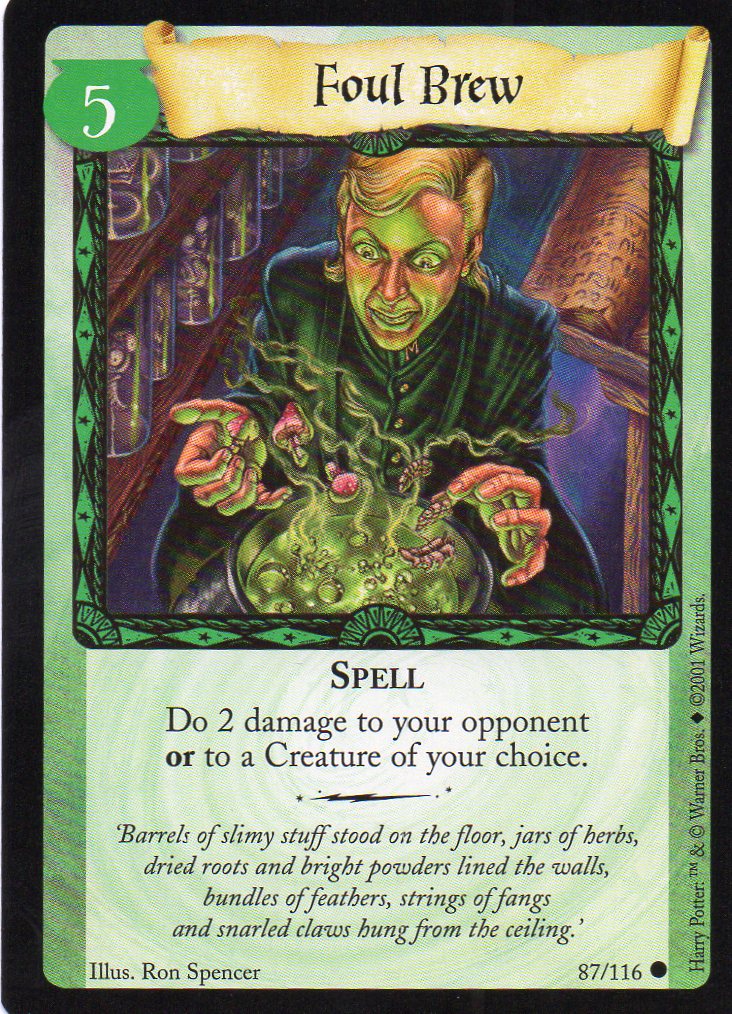 5
Foul Brew
M
SPELL
Do 2 damage to your opponent
or to a Creature of your choice.
‘Barrels of slimy stuff stood on the floor, jars of herbs,
dried roots and bright powders lined the walls,
bundles of feathers, strings of fangs
and snarled claws hung from the ceiling.’
Illus. Ron Spencer
87/116 ●
Harry Potter: ™ & © Warner Bros. ◆ ©2001 Wizards.